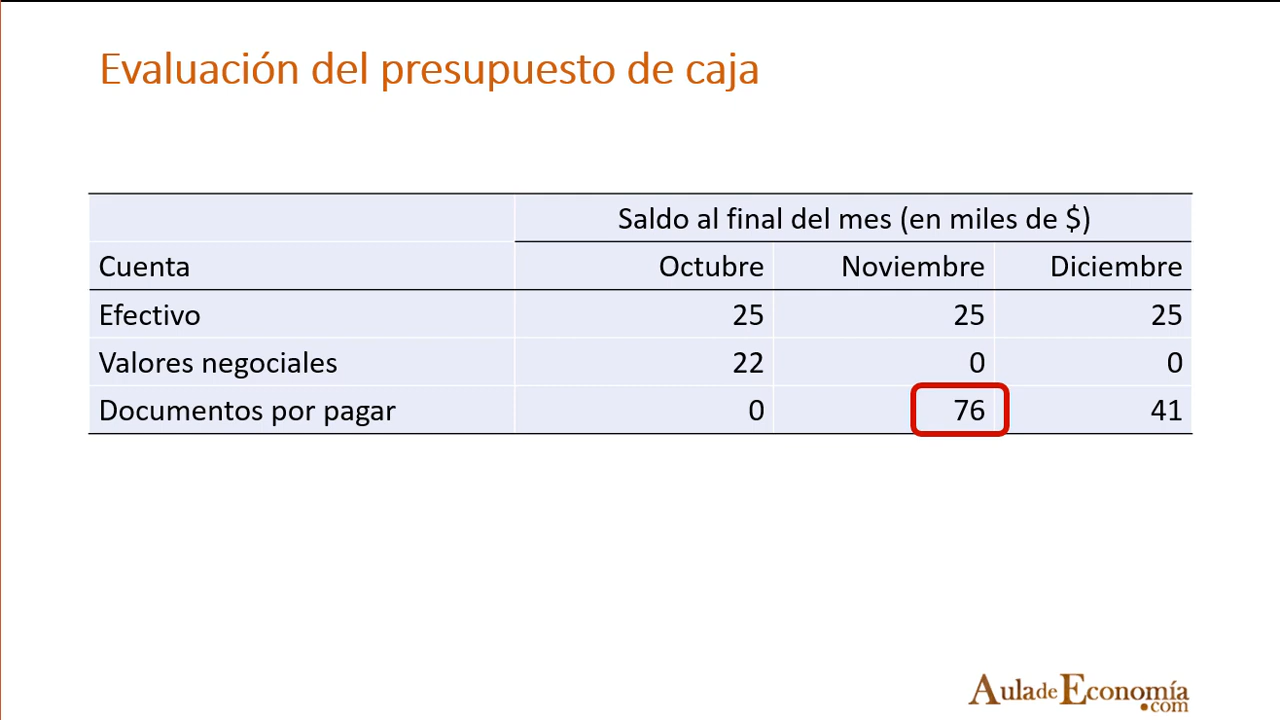 Evaluación del presupuesto de caja
Saldo al final del mes (en miles de $)
Cuenta Octubre Noviembre Diciembre
Efectivo 25 25 25
Valores negociales 22 0 0
Documentos por pagar 0 76 41
AuladeEconomía
.com